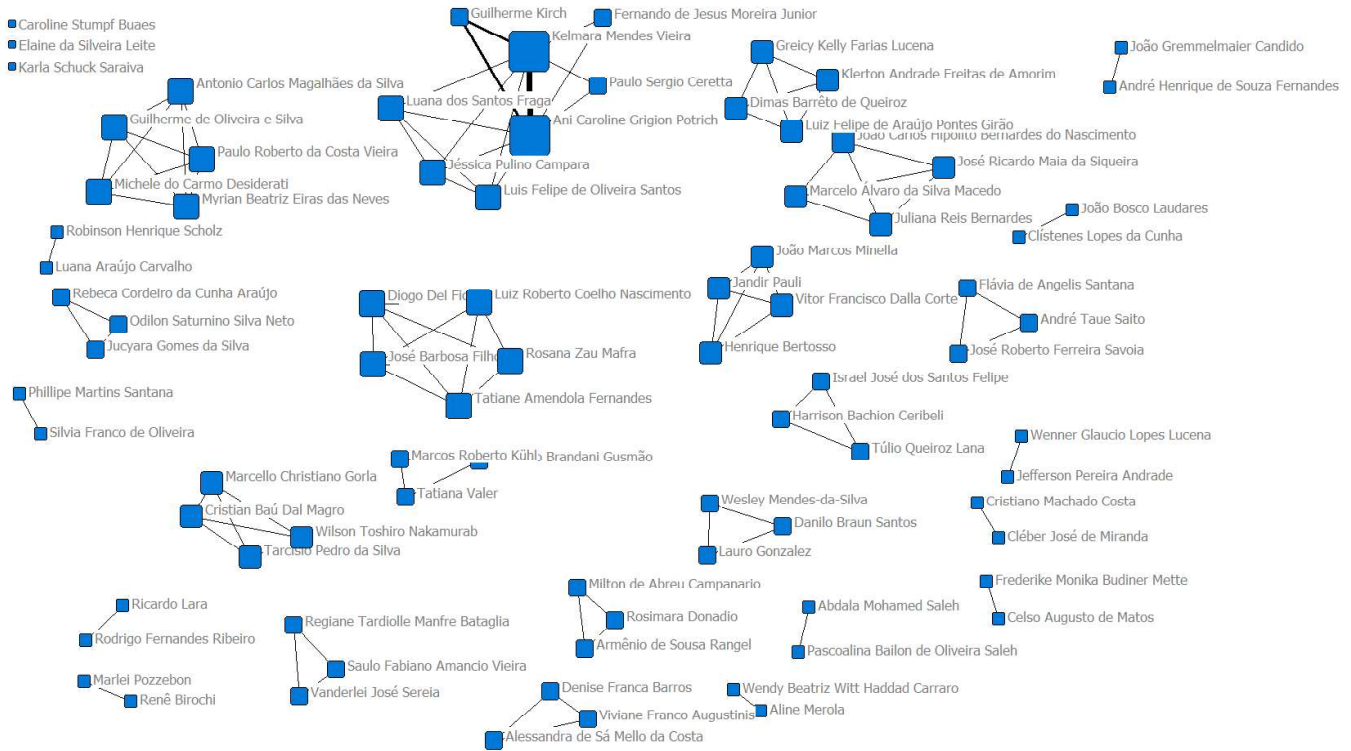 Caroline Stumpf Buaes
Elaine da Silveira Leite
Karla Schuck Saraiva
Guilherme Kirch
Fernando de Jesus Moreira Junior
Kelmara Mendes Vieira
Paulo Sergio Ceretta
Luana dos Santos Fraga
Ani Caroline Grigion Potrich
Jéssica Pulino Campara
Luis Felipe de Oliveira Santos
Greicy Kelly Farias Lucena
Klerton Andrade Freitas de Amorim
Dimas Barrêto de Queiroz
Luiz Felipe de Araújo Pontes Girão
João Gremmelmaier Candido
André Henrique de Souza Fernandes
Antonio Carlos Magalhães da Silva
Guilherme de Oliveira e Silva
Paulo Roberto da Costa Vieira
Michele do Carmo Desiderati
Myrian Beatriz Eiras das Neves
João Carlos Hipolito Bernardes do Nascimento
José Ricardo Maia da Siqueira
Marcelo Álvaro da Silva Macedo
Juliana Reis Bernardes
João Bosco Laudares
Clístenes Lopes da Cunha
Robinson Henrique Scholz
Luana Araújo Carvalho
Rebeca Cordeiro da Cunha Araújo
Odilon Saturnino Silva Neto
Jucyara Gomes da Silva
Diogo Del
Luiz Roberto Coelho Nascimento
José Barbosa Filho
Rosana Zau Mafra
Tatiane Amendola Fernandes
João Marcos Minella
Jandir Pauli
Vitor Francisco Dalla Corte
Henrique Bertosso
Flávia de Angelis Santana
André Taue Saito
José Roberto Ferreira Savoia
Phillipe Martins Santana
Silvia Franco de Oliveira
Israel José dos Santos Felipe
Harrison Bachion Ceribeli
Túlio Queiroz Lana
Wenner Glaucio Lopes Lucena
Jefferson Pereira Andrade
Marcos Roberto Kühl
Brandani Gusmão
Tatiana Valer
Marcello Christiano Gorla
Cristian Baú Dal Magro
Wilson Toshiro Nakamurab
Tarcísio Pedro da Silva
Wesley Mendes-da-Silva
Danilo Braun Santos
Lauro Gonzalez
Cristiano Machado Costa
Cléber José de Miranda
Frederike Monika Budiner Mette
Celso Augusto de Matos
Ricardo Lara
Rodrigo Fernandes Ribeiro
Regiane Tardiolle Manfre Battaglia
Saulo Fabiano Amancio Vieira
Vanderlei José Sereia
Milton de Abreu Campanario
Rosimara Donadio
Armênio de Sousa Rangel
Abdala Mohamed Saleh
Pascoalina Bailon de Oliveira Saleh
Marlei Pozzebon
Renê Birochi
Denise Franca Barros
Viviane Franco Augustinis
Alessandra de Sá Mello da Costa
Wendy Beatriz Witt Haddad Carraro
Aline Merola